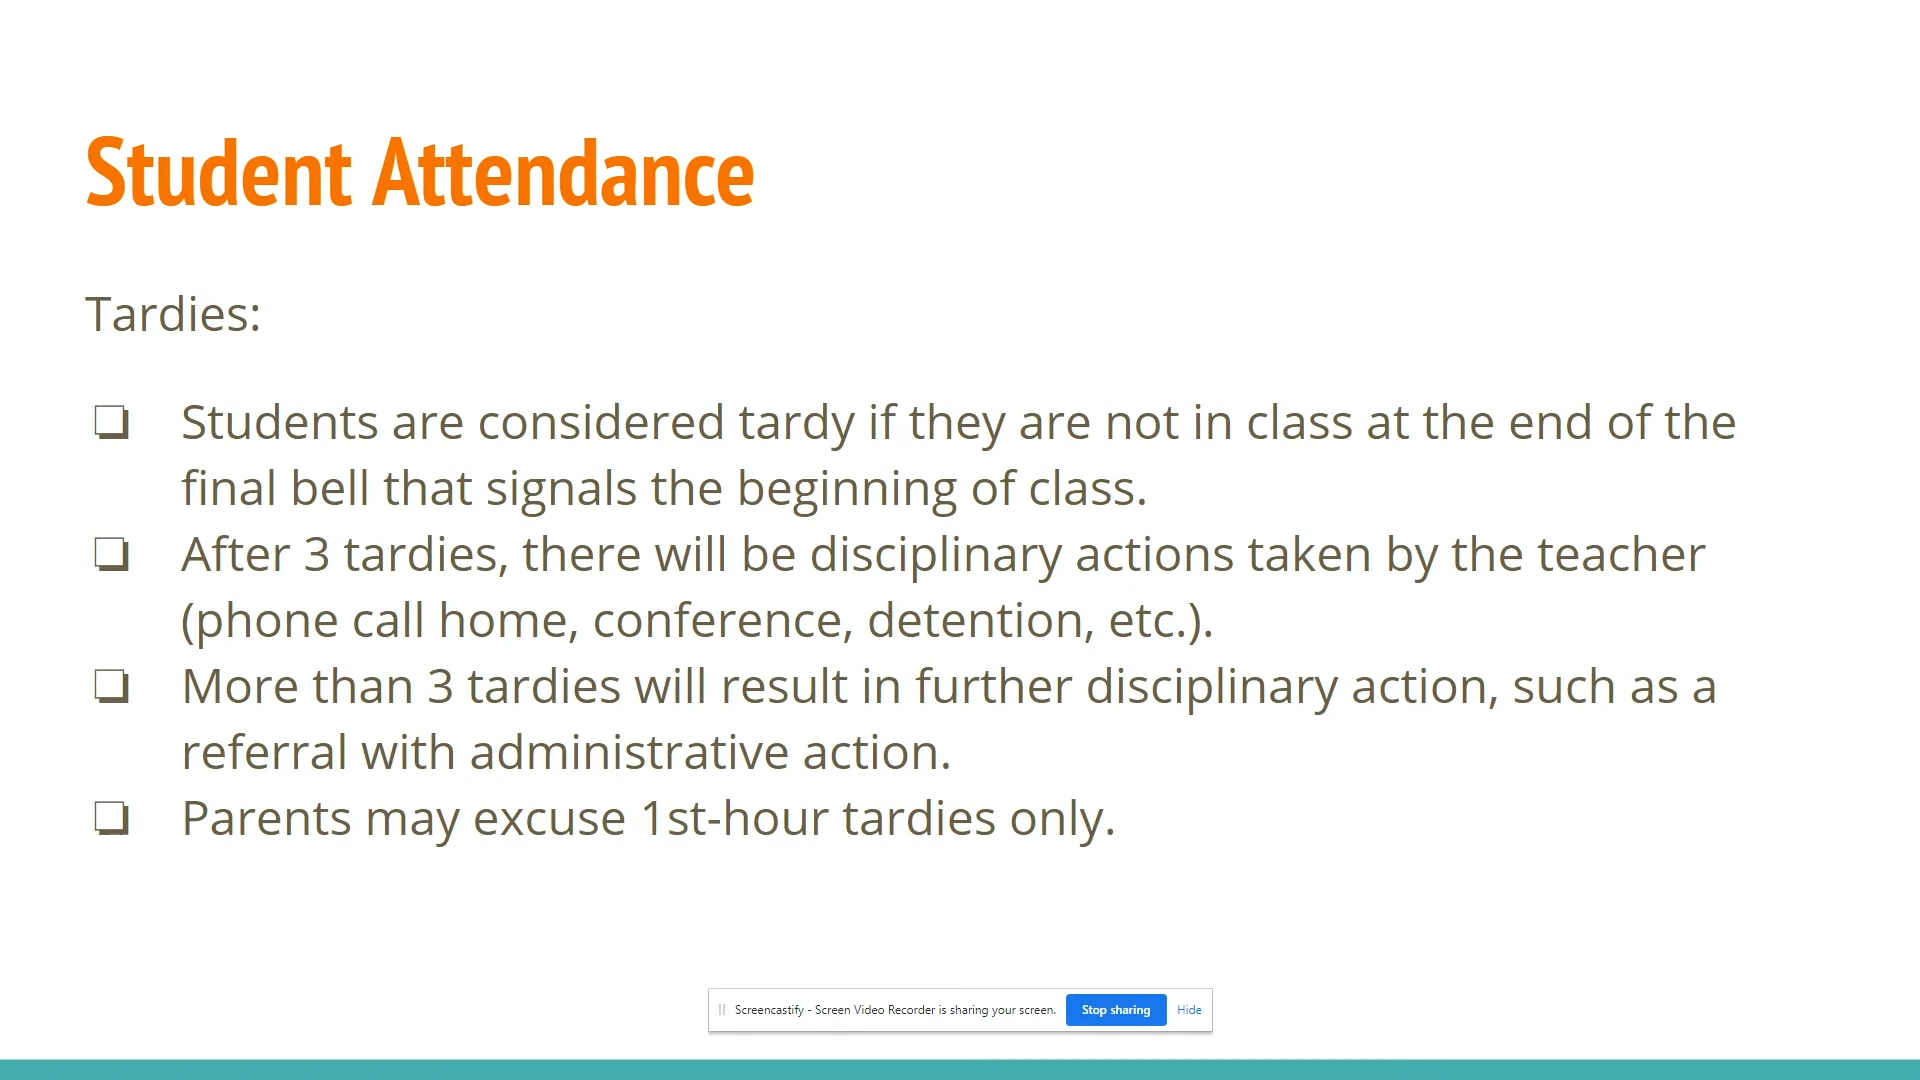 Student Attendance
Tardies:
❏ Students are considered tardy if they are not in class at the end of the
final bell that signals the beginning of class.
❏ After 3 tardies, there will be disciplinary actions taken by the teacher
(phone call home, conference, detention, etc.).
❏ More than 3 tardies will result in further disciplinary action, such as a
referral with administrative action.
❏ Parents may excuse 1st-hour tardies only.
Screencastify - Screen Video Recorder is sharing your screen. Stop sharing Hide